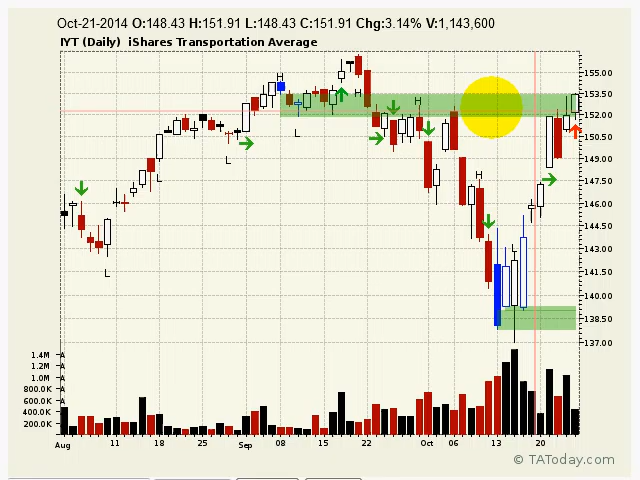 Oct-21-2014 O:148.43 H:151.91 L:148.43 C:151.91 Chg:3.14% V:1,143,600
IYT (Daily) iShares Transportation Average
155.00
153.50
152.00
150.50
149.00
147.50
146.00
144.50
143.00
141.50
140.00
138.50
137.00
H
H
H
H
L
L
L
L
L
1.4M A
1.2M A
1.0M A
800.0K A
600.0K A
400.0K A
200.0K
Aug 11 18 25 Sep 08 15 22 Oct 06 13 20
© TAToday.com